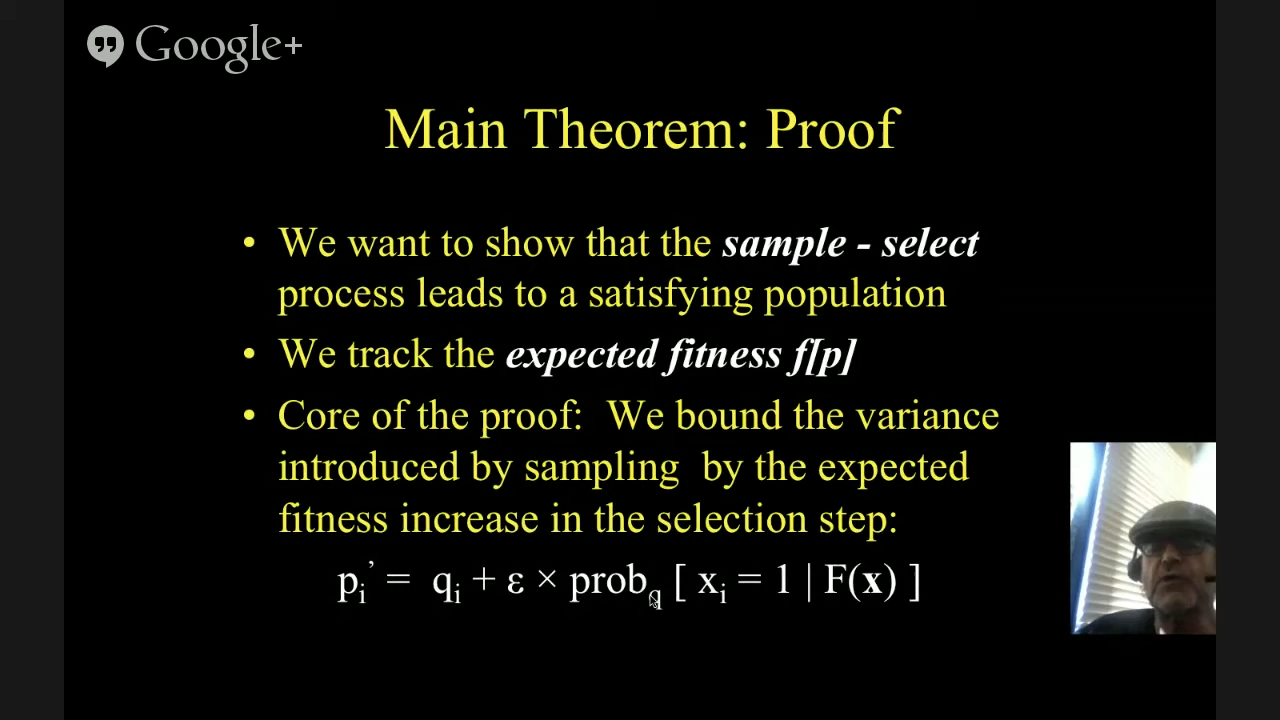 Google+
Main Theorem: Proof
• We want to show that the sample - select
process leads to a satisfying population
• We track the expected fitness f[p]
• Core of the proof: We bound the variance
introduced by sampling by the expected
fitness increase in the selection step:
pᵢ’ = qᵢ + ε × prob_q [ xᵢ = 1 | F(x) ]